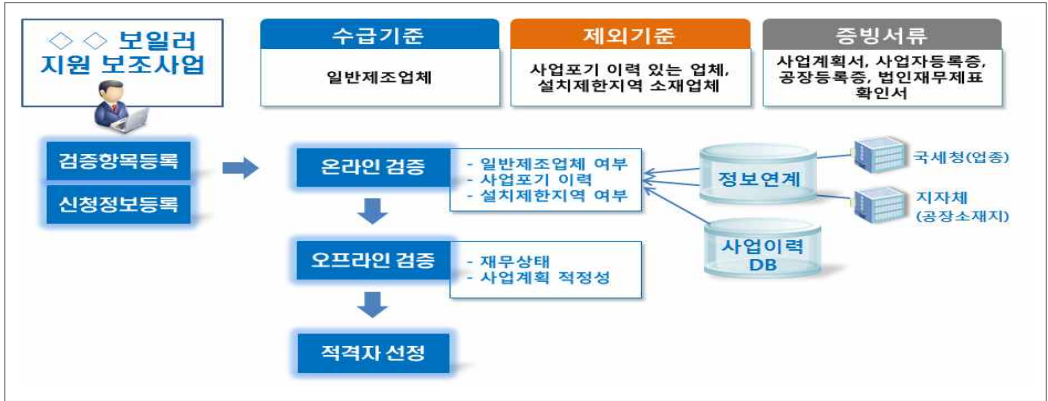 ◇ ◇ 보일러
지원 보조사업
수급기준
일반제조업체
제외기준
사업포기 이력 있는 업체,
설치제한지역 소재업체
증빙서류
사업계획서, 사업자등록증,
공장등록증, 법인재무제표
확인서
검증항목등록
신청정보등록
온라인 검증
- 일반제조업체 여부
- 사업포기 이력
- 설치제한지역 여부
정보연계
국세청(업종)
지자체
(공장소재지)
사업이력
DB
오프라인 검증
- 재무상태
- 사업계획 적정성
적격자 선정